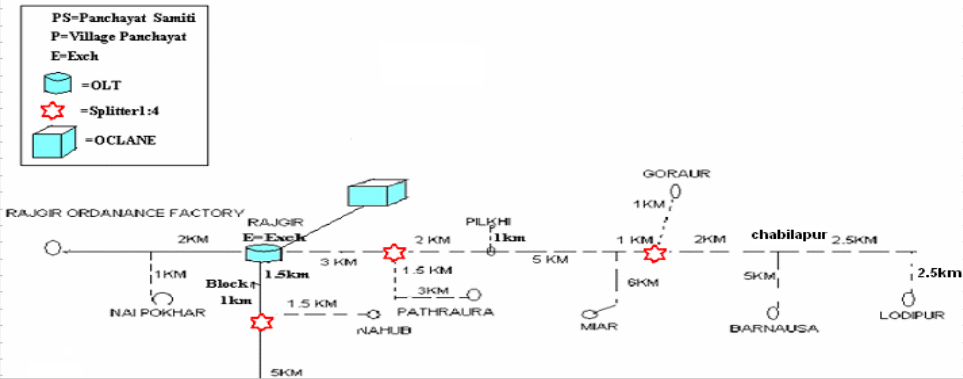 PS=Panchayat Samiti
P=Village Panchayat
E=Exch
=OLT
=Splitter1:4
=OCLANE
GORAUR
1KM
RAJGIR ORDANANCE FACTORY
RAJGIR
PILKHI
2KM
E=Exch
2 KM
1km
1 KM
2KM
chabilapur
2.5KM
3 KM
5 KM
1KM
1.5km
1.5 KM
6KM
5KM
2.5km
Block
1km
3KM
1.5 KM
NAI POKHAR
NAHUB
PATHRAURA
MIAR
BARNAUSA
LODIPUR
5KM